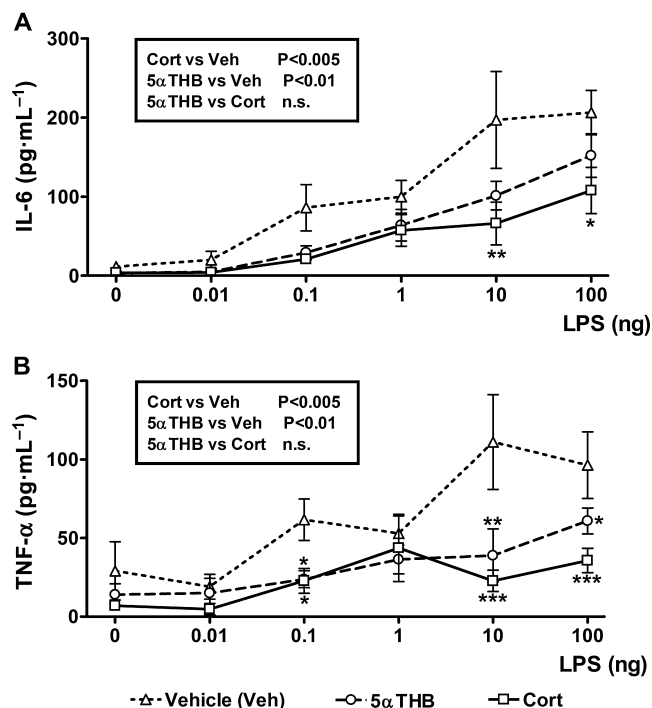 A
300
200
100
0
IL-6 (pg·mL⁻¹)
Cort vs Veh P<0.005
5αTHB vs Veh P<0.01
5αTHB vs Cort n.s.
**
*
0 0.01 0.1 1 10 100
LPS (ng)
B
150
100
50
0
TNF-α (pg·mL⁻¹)
Cort vs Veh P<0.005
5αTHB vs Veh P<0.01
5αTHB vs Cort n.s.
**
*
*
*
***
***
0 0.01 0.1 1 10 100
LPS (ng)
Vehicle (Veh) 5αTHB Cort